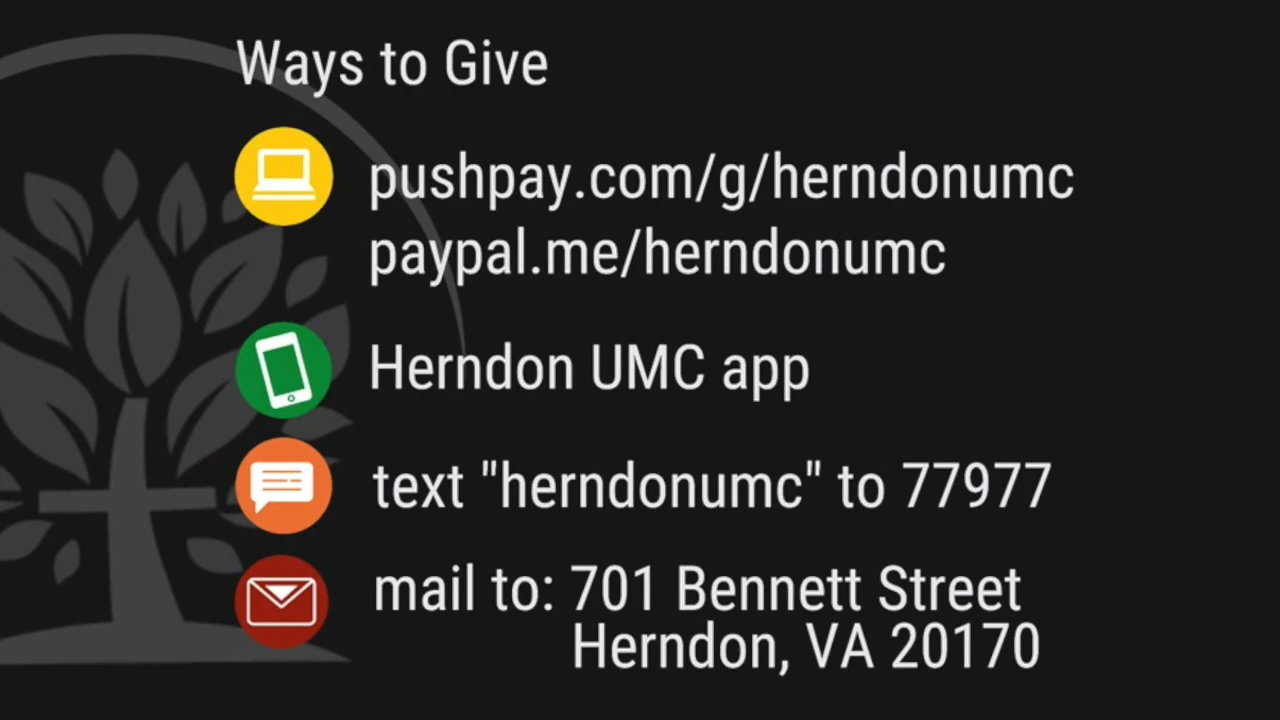 Ways to Give
pushpay.com/g/herndonumc
paypal.me/herndonumc
Herndon UMC app
text "herndonumc" to 77977
mail to: 701 Bennett Street
Herndon, VA 20170